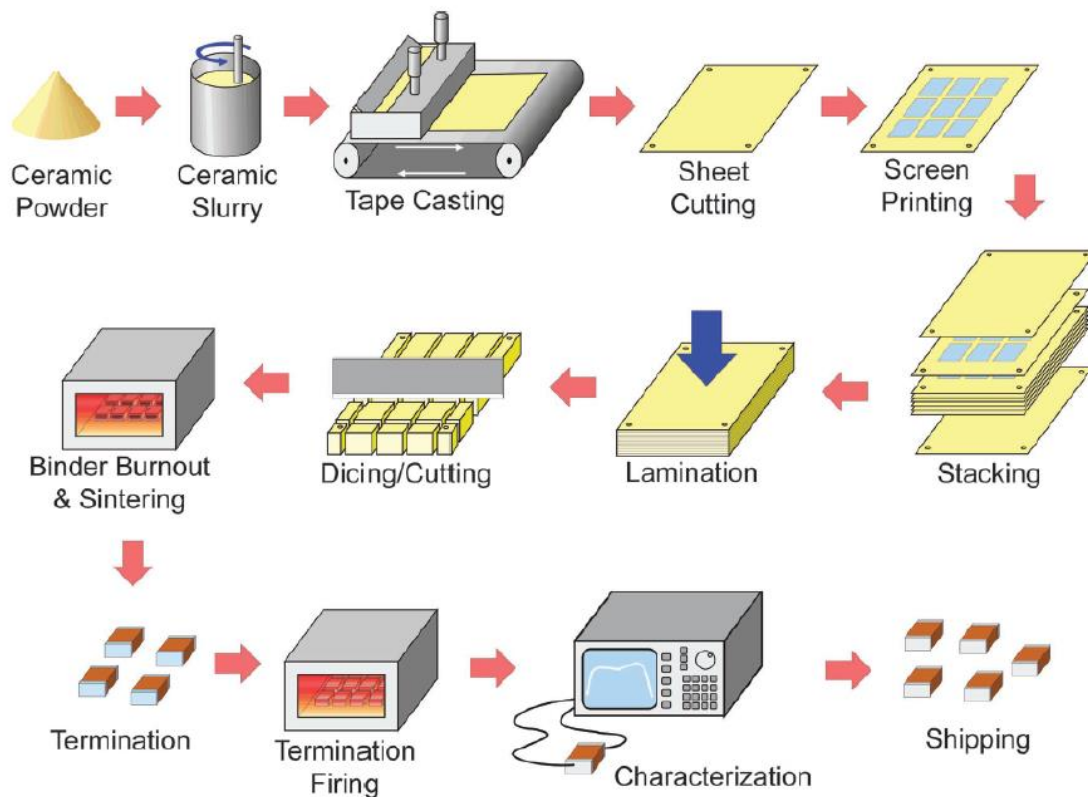 Ceramic
Powder
Ceramic
Slurry
Tape Casting
Sheet
Cutting
Screen
Printing
Stacking
Lamination
Dicing/Cutting
Binder Burnout
& Sintering
Termination
Termination
Firing
Characterization
Shipping